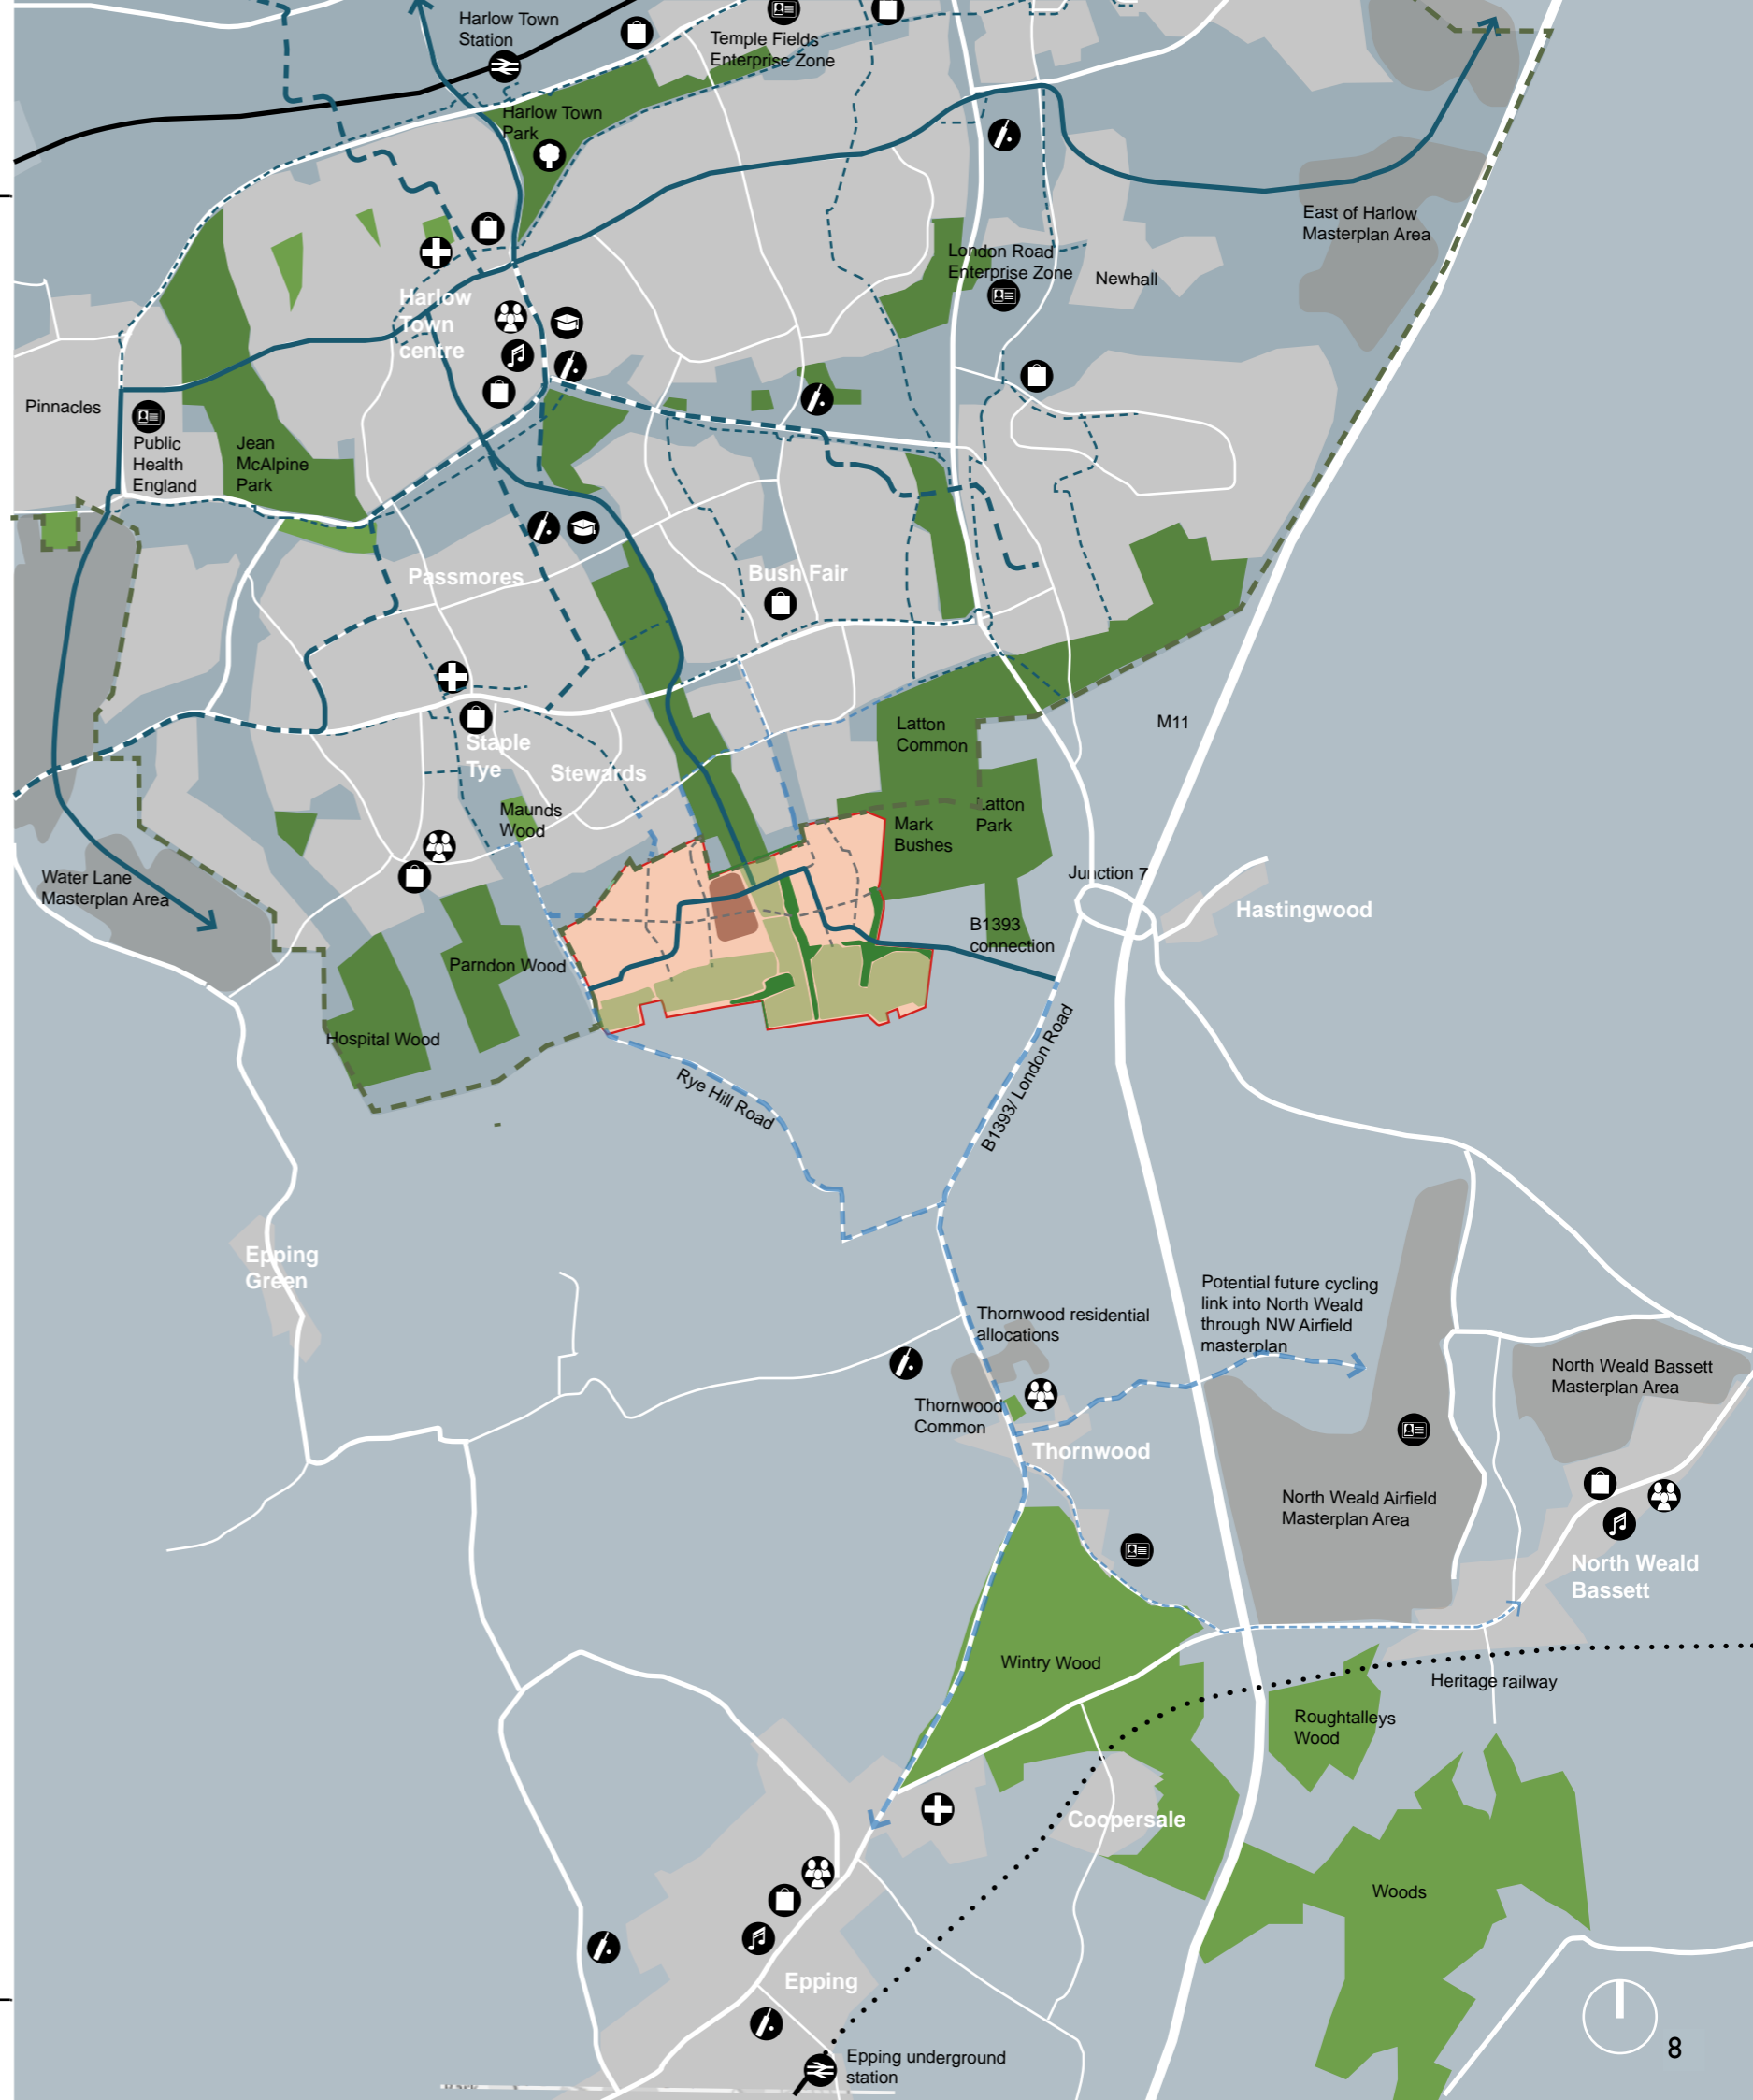 Harlow Town
Station
Temple Fields
Enterprise Zone
Harlow Town
Park
East of Harlow
Masterplan Area
London Road
Enterprise Zone
Newhall
Harlow
Town
centre
Pinnacles
Public
Health
England
Jean
McAlpine
Park
Passmores
Bush Fair
Latton
Common
M11
Staple
Tye
Stewards
Maunds
Wood
Latton
Park
Mark
Bushes
Water Lane
Masterplan Area
Junction 7
Hastingwood
B1393
connection
Parndon Wood
Hospital Wood
Rye Hill Road
B1393/ London Road
Epping
Green
Potential future cycling
link into North Weald
through NW Airfield
masterplan
Thornwood residential
allocations
North Weald Bassett
Masterplan Area
Thornwood
Common
Thornwood
North Weald Airfield
Masterplan Area
North Weald
Bassett
Wintry Wood
Heritage railway
Roughtalleys
Wood
Coopersale
Woods
Epping
Epping underground
station
8